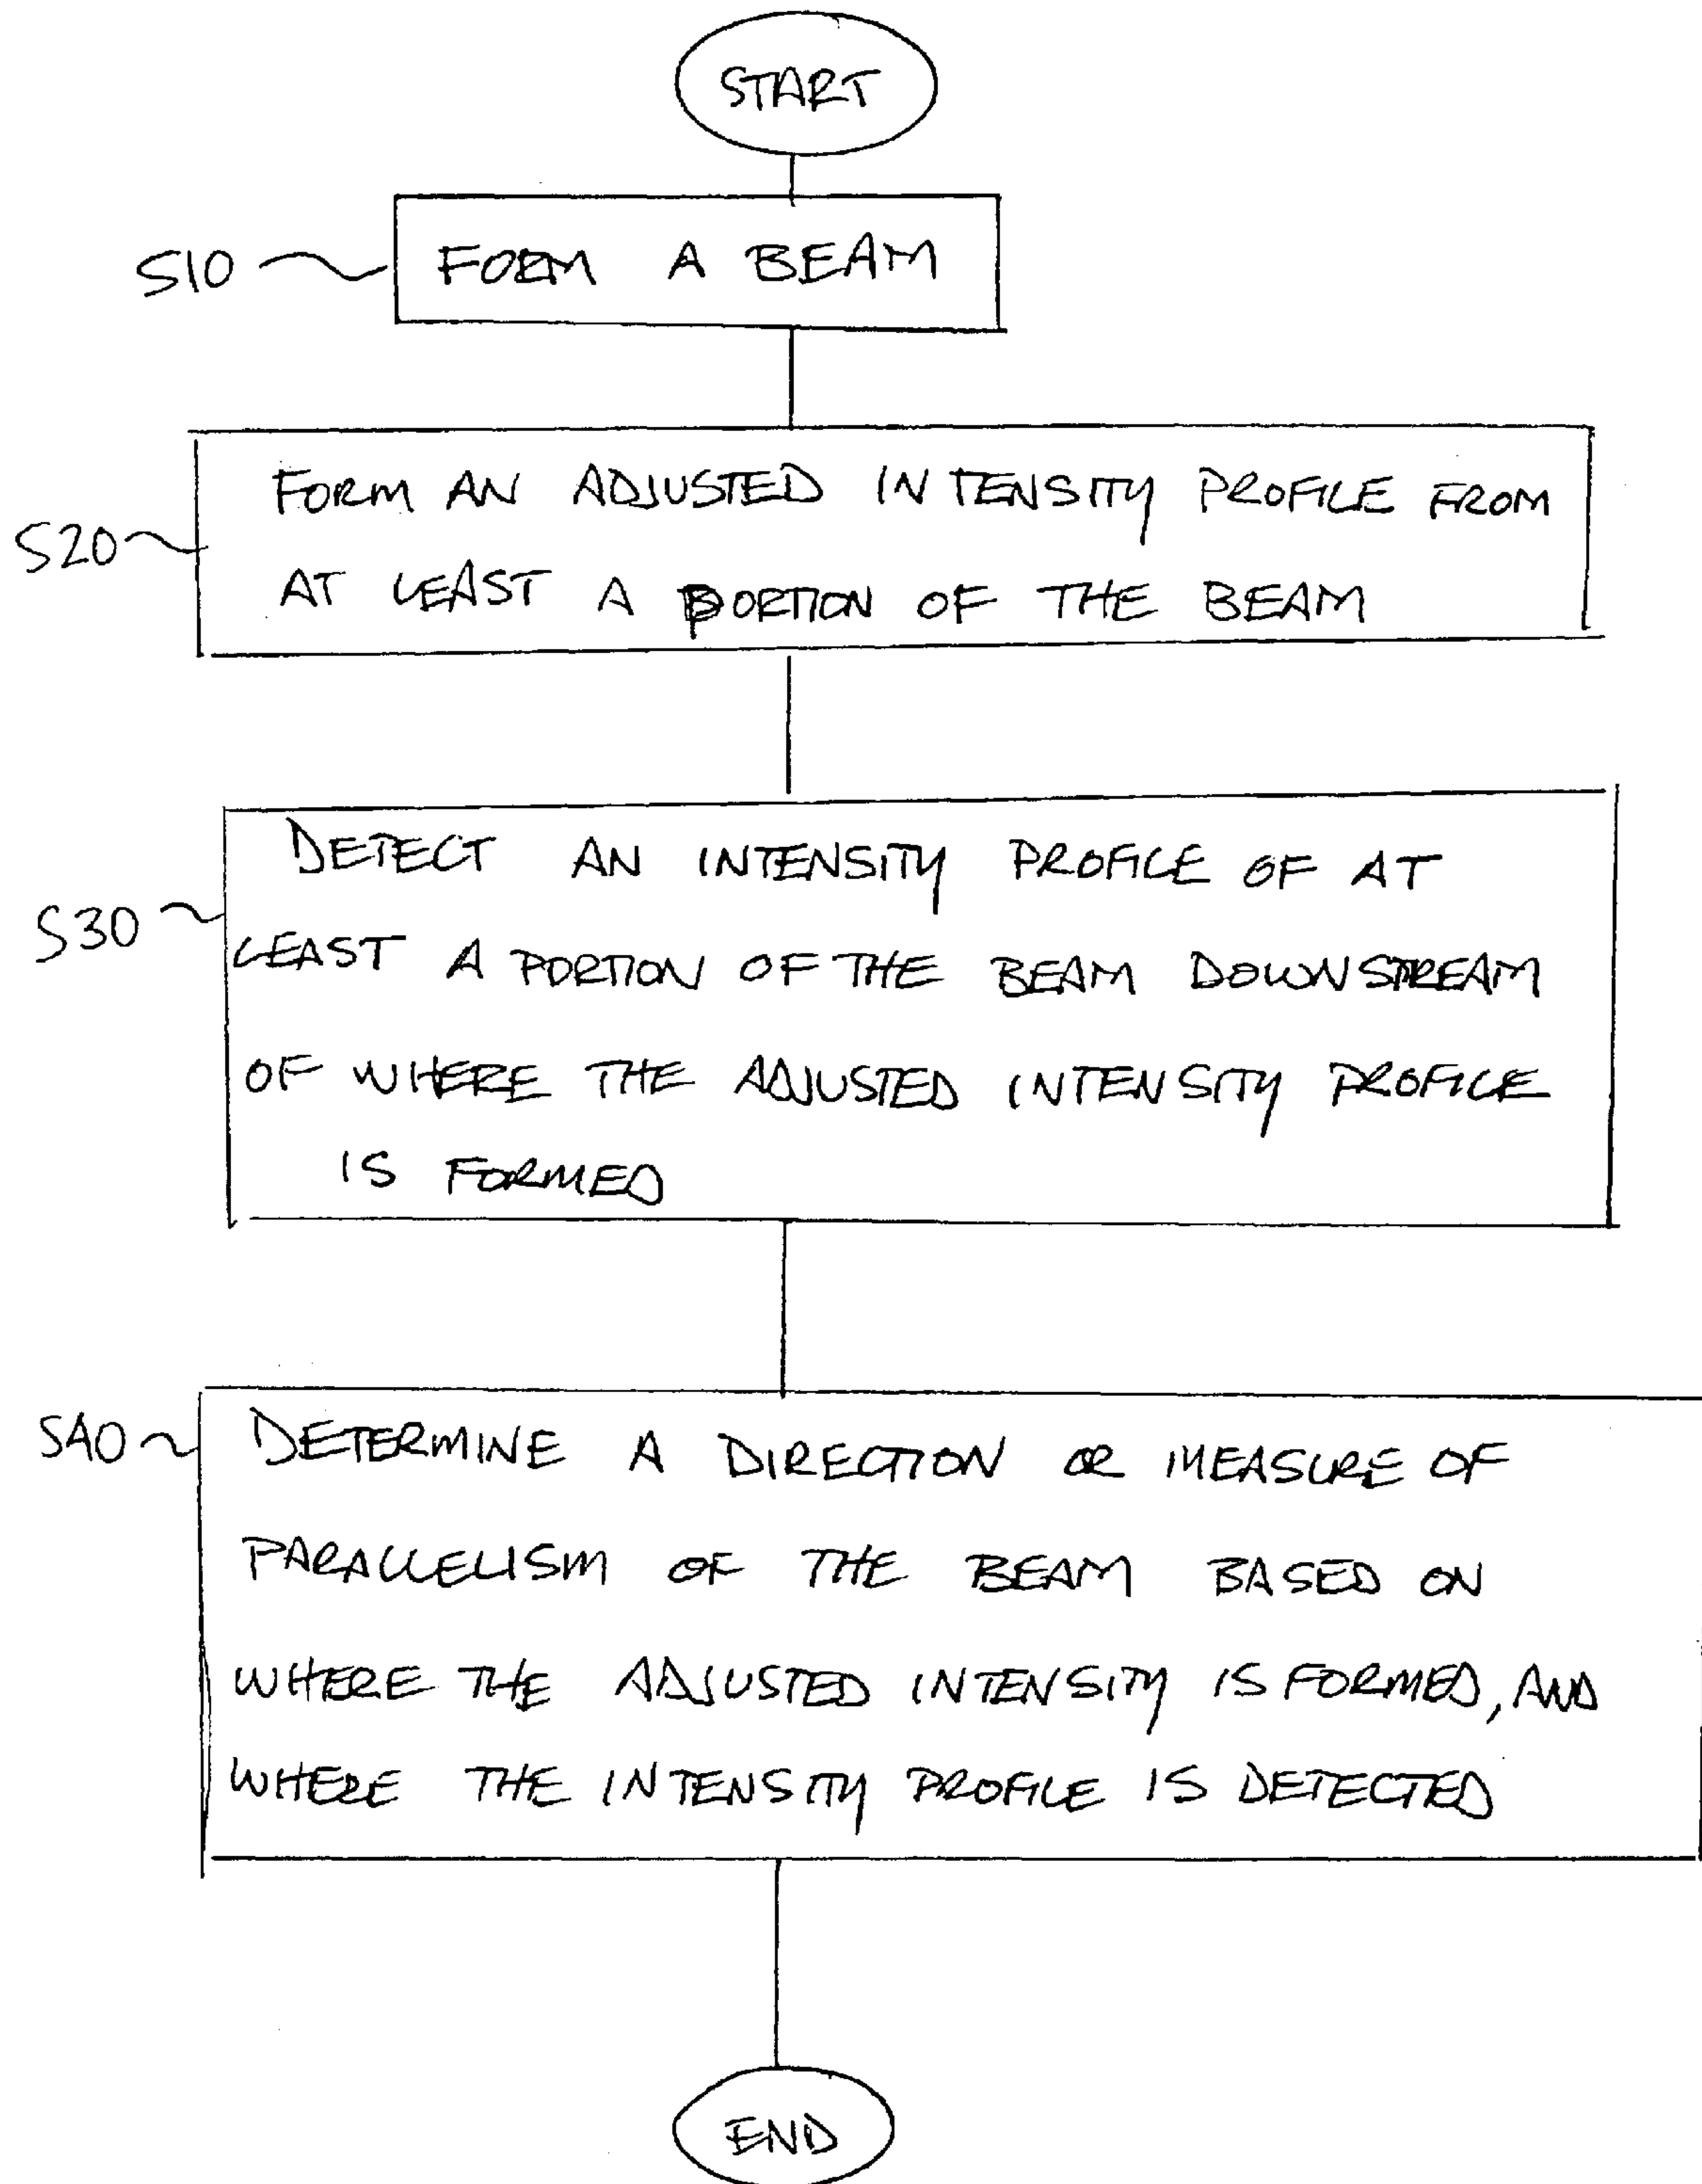 START
S10
FORM A BEAM
FORM AN ADJUSTED INTENSITY PROFILE FROM
S20
AT LEAST A PORTION OF THE BEAM
DETECT AN INTENSITY PROFILE OF AT
S30
LEAST A PORTION OF THE BEAM DOWNSTREAM
OF WHERE THE ADJUSTED INTENSITY PROFILE
IS FORMED
S40
DETERMINE A DIRECTION OR MEASURE OF
PARALLELISM OF THE BEAM BASED ON
WHERE THE ADJUSTED INTENSITY IS FORMED, AND
WHERE THE INTENSITY PROFILE IS DETECTED
END